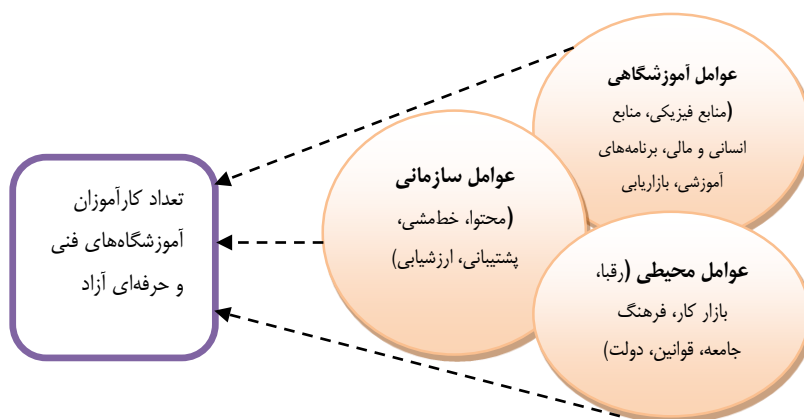 عوامل آموزشگاهی
(منابع فیزیکی، منابع
انسانی و مالی، برنامه‌های
آموزشی، بازاریابی
عوامل سازمانی
(محتوا، خط‌مشی،
پشتیبانی، ارزشیابی)
عوامل محیطی (رقبا،
بازار کار، فرهنگ
جامعه، قوانین، دولت)
تعداد کارآموزان
آموزشگاه‌های فنی
و حرفه‌ای آزاد